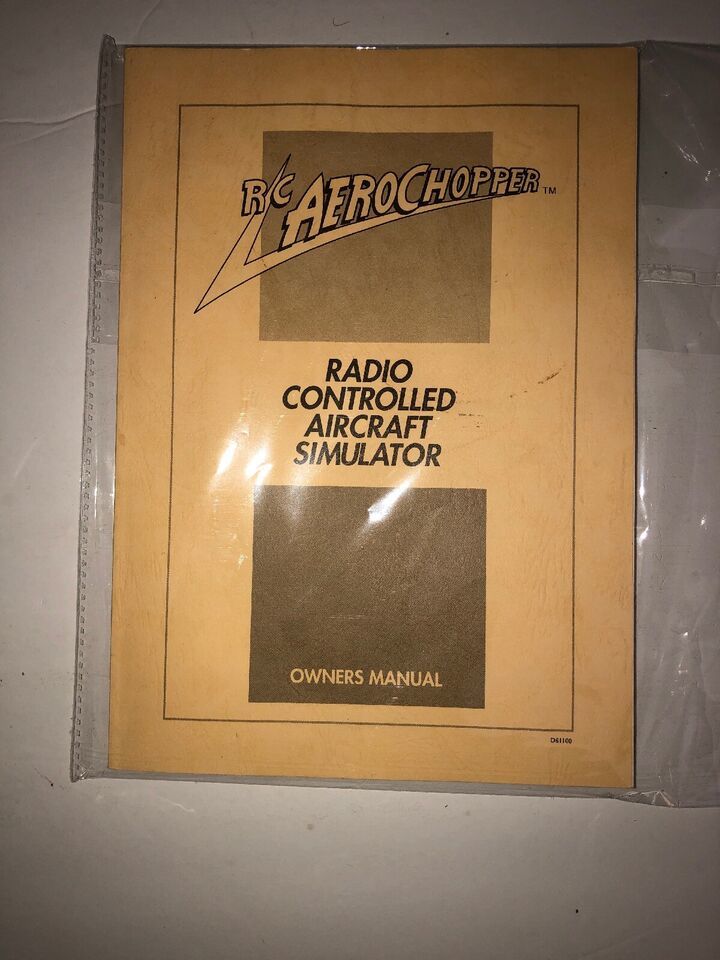 R/C AEROCHOPPER™
RADIO
CONTROLLED
AIRCRAFT
SIMULATOR
OWNERS MANUAL
D61100